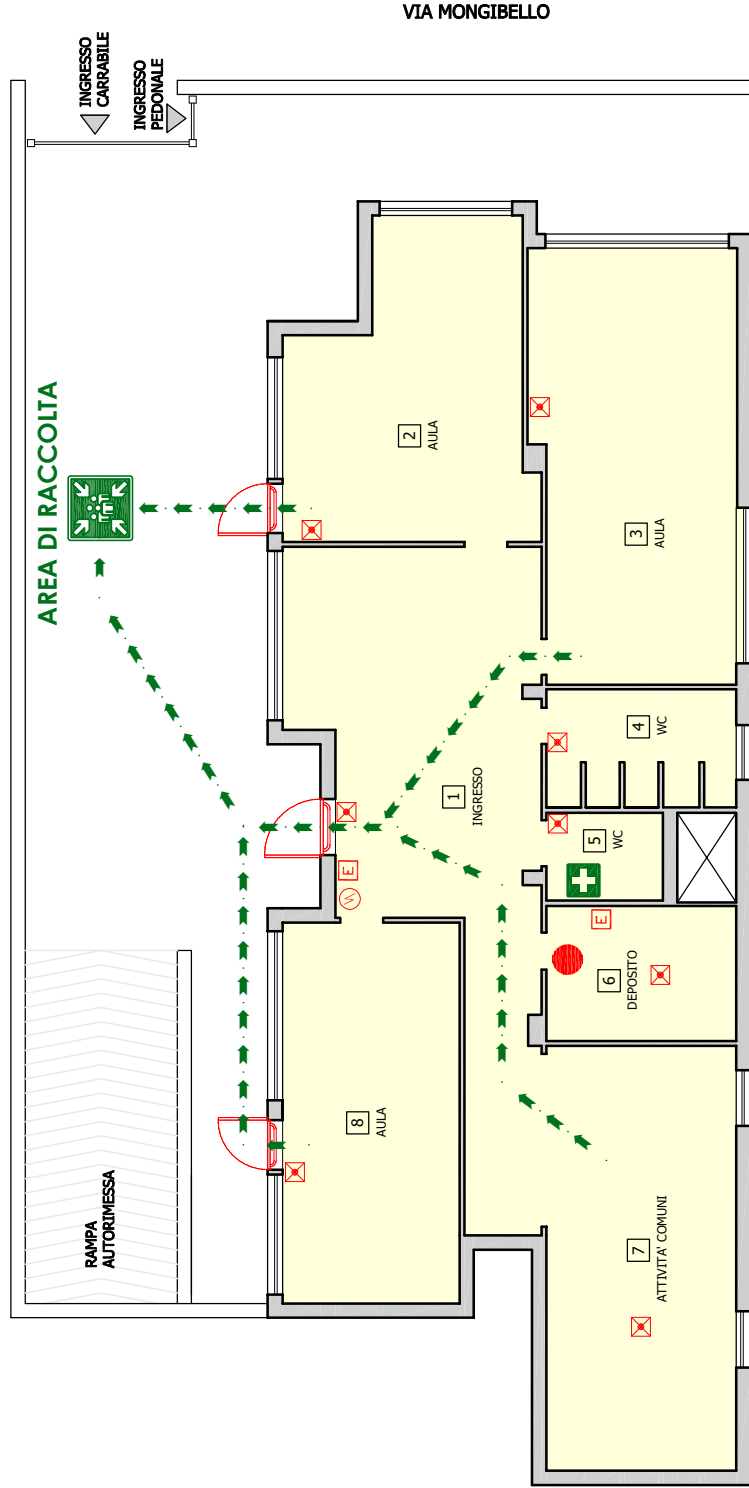 VIA MONGIBELLO
INGRESSO
CARRABILE
INGRESSO
PEDONALE
AREA DI RACCOLTA
RAMPA
AUTORIMESSA
2
AULA
3
AULA
1
INGRESSO
4
WC
5
WC
E
E
6
DEPOSITO
8
AULA
7
ATTIVITA' COMUNI